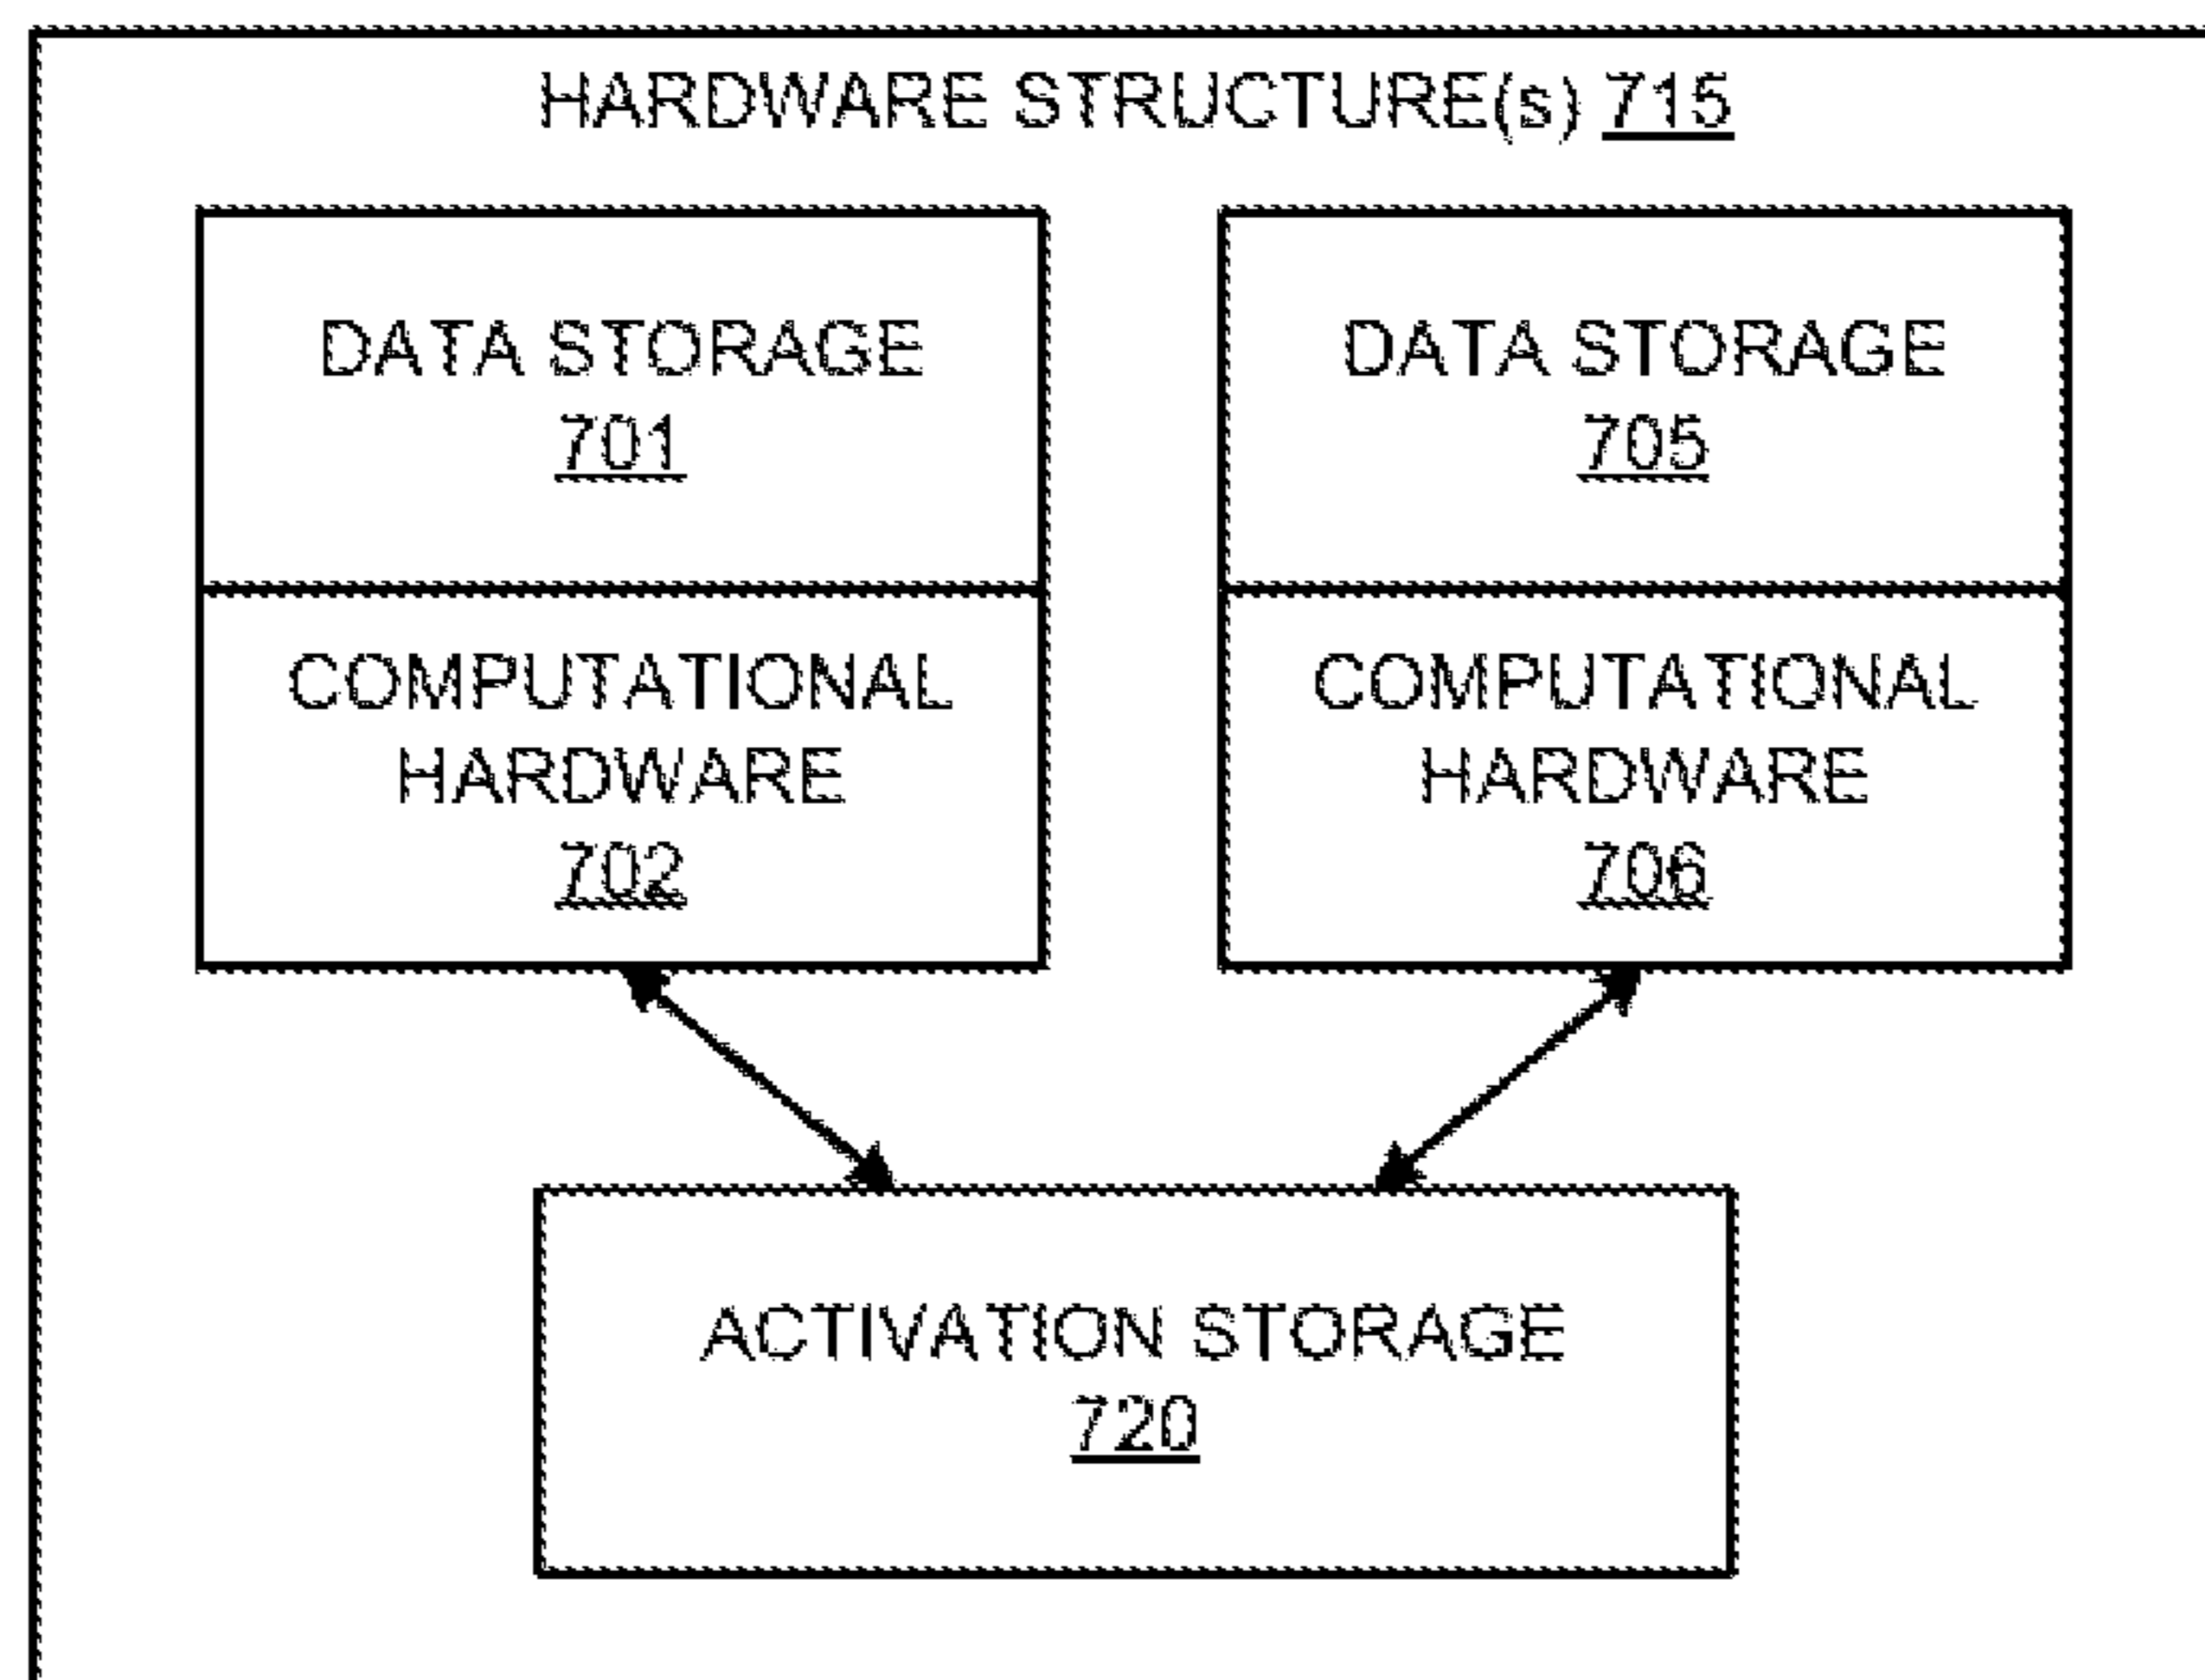 HARDWARE STRUCTURE(s) 715
DATA STORAGE
701
COMPUTATIONAL
HARDWARE
702
DATA STORAGE
705
COMPUTATIONAL
HARDWARE
706
ACTIVATION STORAGE
720